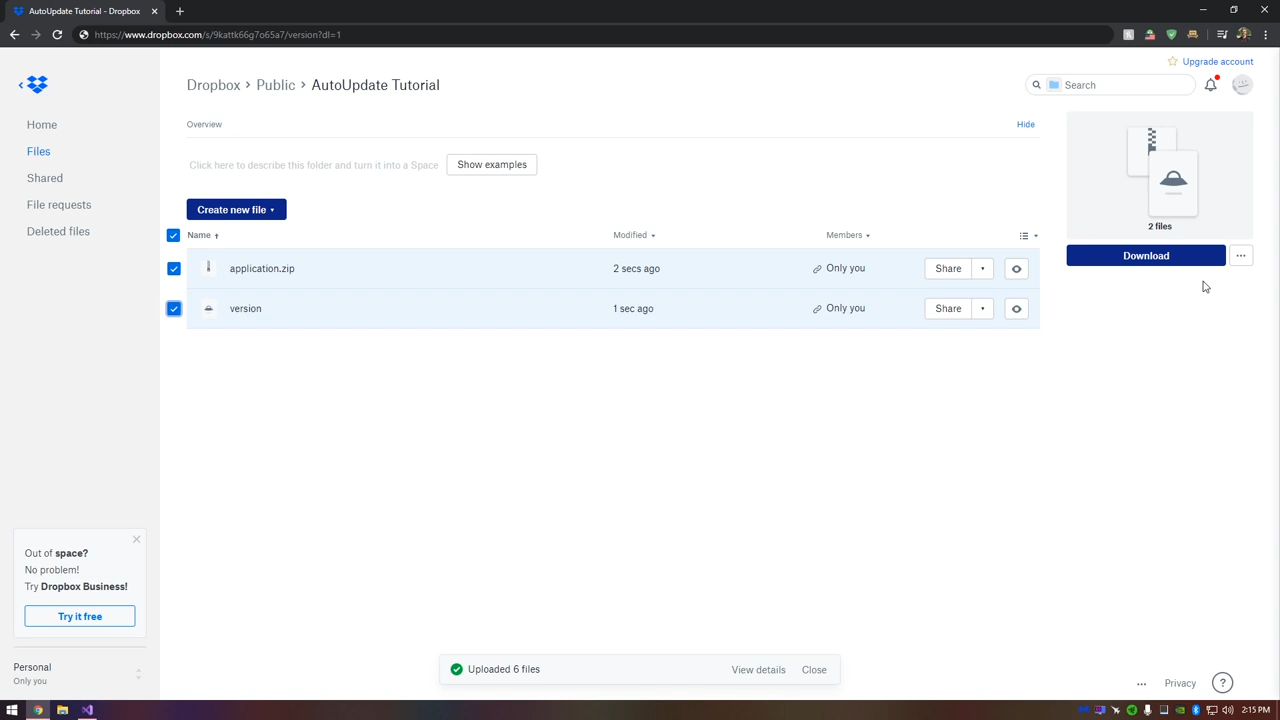 AutoUpdate Tutorial - Dropbox
https://www.dropbox.com/s/9kattk66g7o65a7/version?dl=1
Upgrade account
Dropbox › Public › AutoUpdate Tutorial
Search
Home
Files
Shared
File requests
Deleted files
Overview
Hide
Click here to describe this folder and turn it into a Space
Show examples
Create new file
Name
Modified
Members
application.zip
2 secs ago
Only you
Share
version
1 sec ago
Only you
Share
2 files
Download
Out of space?
No problem!
Try Dropbox Business!
Try it free
Personal
Only you
Uploaded 6 files
View details
Close
Privacy
?
2:15 PM